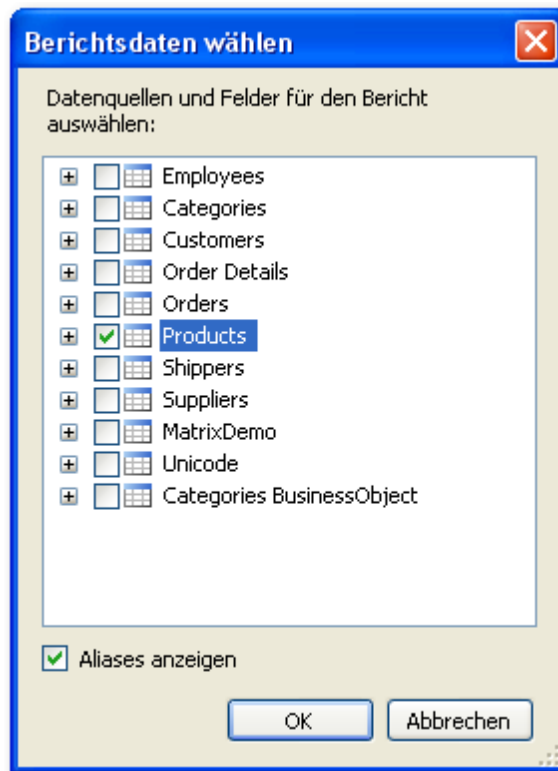 Berichtsdaten wählen
Datenquellen und Felder für den Bericht
auswählen:
Employees
Categories
Customers
Order Details
Orders
Products
Shippers
Suppliers
MatrixDemo
Unicode
Categories BusinessObject
Aliases anzeigen
OK Abbrechen